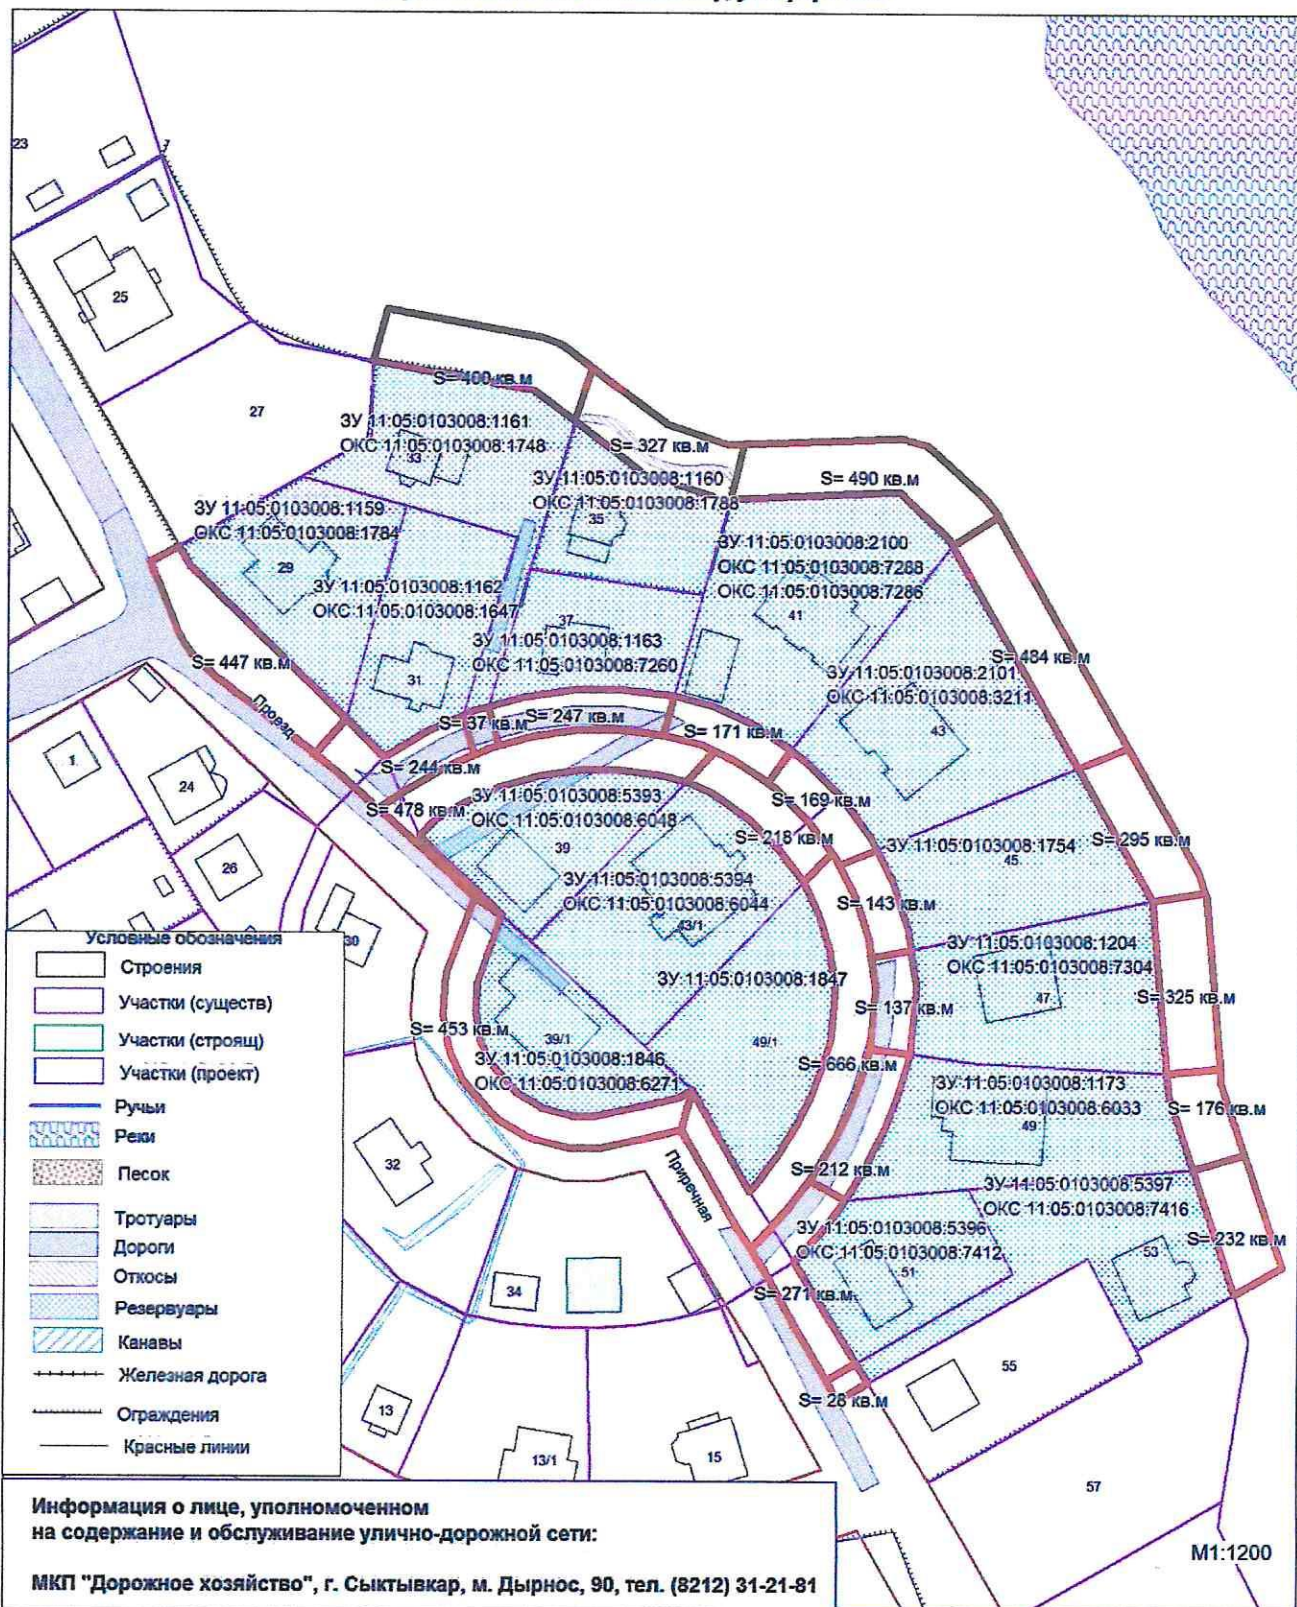 23
7
25
27
S= 400 кв.м
ЗУ 11:05:0103008:1161
ОКС 11:05:0103008:1748
33
S= 327 кв.м
ЗУ 11:05:0103008:1160
ОКС 11:05:0103008:1788
35
S= 490 кв.м
ЗУ 11:05:0103008:1159
ОКС 11:05:0103008:1784
29
ЗУ 11:05:0103008:2100
ОКС 11:05:0103008:7288
ОКС 11:05:0103008:7286
41
ЗУ 11:05:0103008:1162
ОКС 11:05:0103008:1647
31
37
ЗУ 11:05:0103008:1163
ОКС 11:05:0103008:7260
S= 484 кв.м
ЗУ 11:05:0103008:2101
ОКС 11:05:0103008:3211
43
S= 447 кв.м
Проезд
S= 37 кв.м
S= 247 кв.м
S= 171 кв.м
S= 244 кв.м
S= 478 кв.м
1
24
26
30
ЗУ 11:05:0103008:5393
ОКС 11:05:0103008:6048
39
S= 169 кв.м
S= 218 кв.м
ЗУ 11:05:0103008:1754
45
S= 295 кв.м
ЗУ 11:05:0103008:5394
ОКС 11:05:0103008:6044
43/1
S= 143 кв.м
ЗУ 11:05:0103008:1204
ОКС 11:05:0103008:7304
47
ЗУ 11:05:0103008:1847
49/1
S= 325 кв.м
S= 137 кв.м
S= 453 кв.м
39/1
ЗУ 11:05:0103008:1846
ОКС 11:05:0103008:6271
S= 666 кв.м
ЗУ 11:05:0103008:1173
ОКС 11:05:0103008:6033
49
S= 176 кв.м
32
Приречная
S= 212 кв.м
ЗУ 11:05:0103008:5397
ОКС 11:05:0103008:7416
53
S= 232 кв.м
ЗУ 11:05:0103008:5396
ОКС 11:05:0103008:7412
51
34
S= 271 кв.м
55
S= 28 кв.м
13
13/1
15
57
Условные обозначения
Строения
Участки (существ)
Участки (строящ)
Участки (проект)
Ручьи
Реки
Песок
Тротуары
Дороги
Откосы
Резервуары
Канавы
Железная дорога
Ограждения
Красные линии
Информация о лице, уполномоченном
на содержание и обслуживание улично-дорожной сети:
МКП "Дорожное хозяйство", г. Сыктывкар, м. Дырнос, 90, тел. (8212) 31-21-81
М1:1200